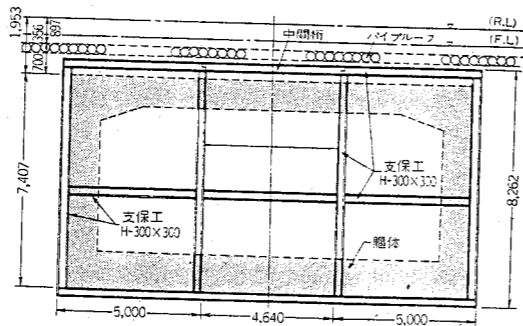 1,953
356
897
700
(R.L)
(F.L)
中間桁
パイプルーフ
支保工
H-300×300
7,407
8,262
支保工
H-300×300
軀体
5,000
4,640
5,000